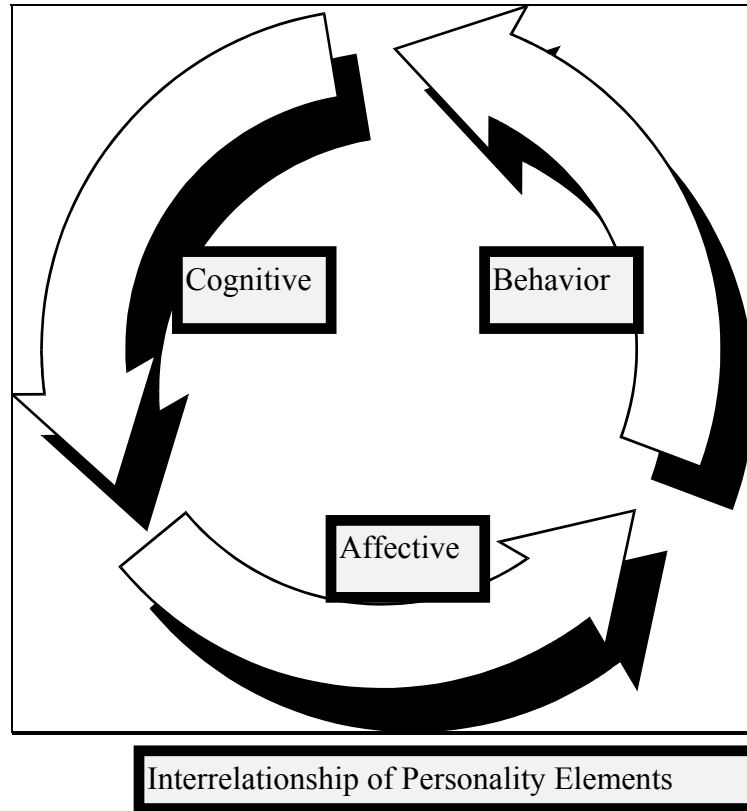 Cognitive
Behavior
Affective
Interrelationship of Personality Elements